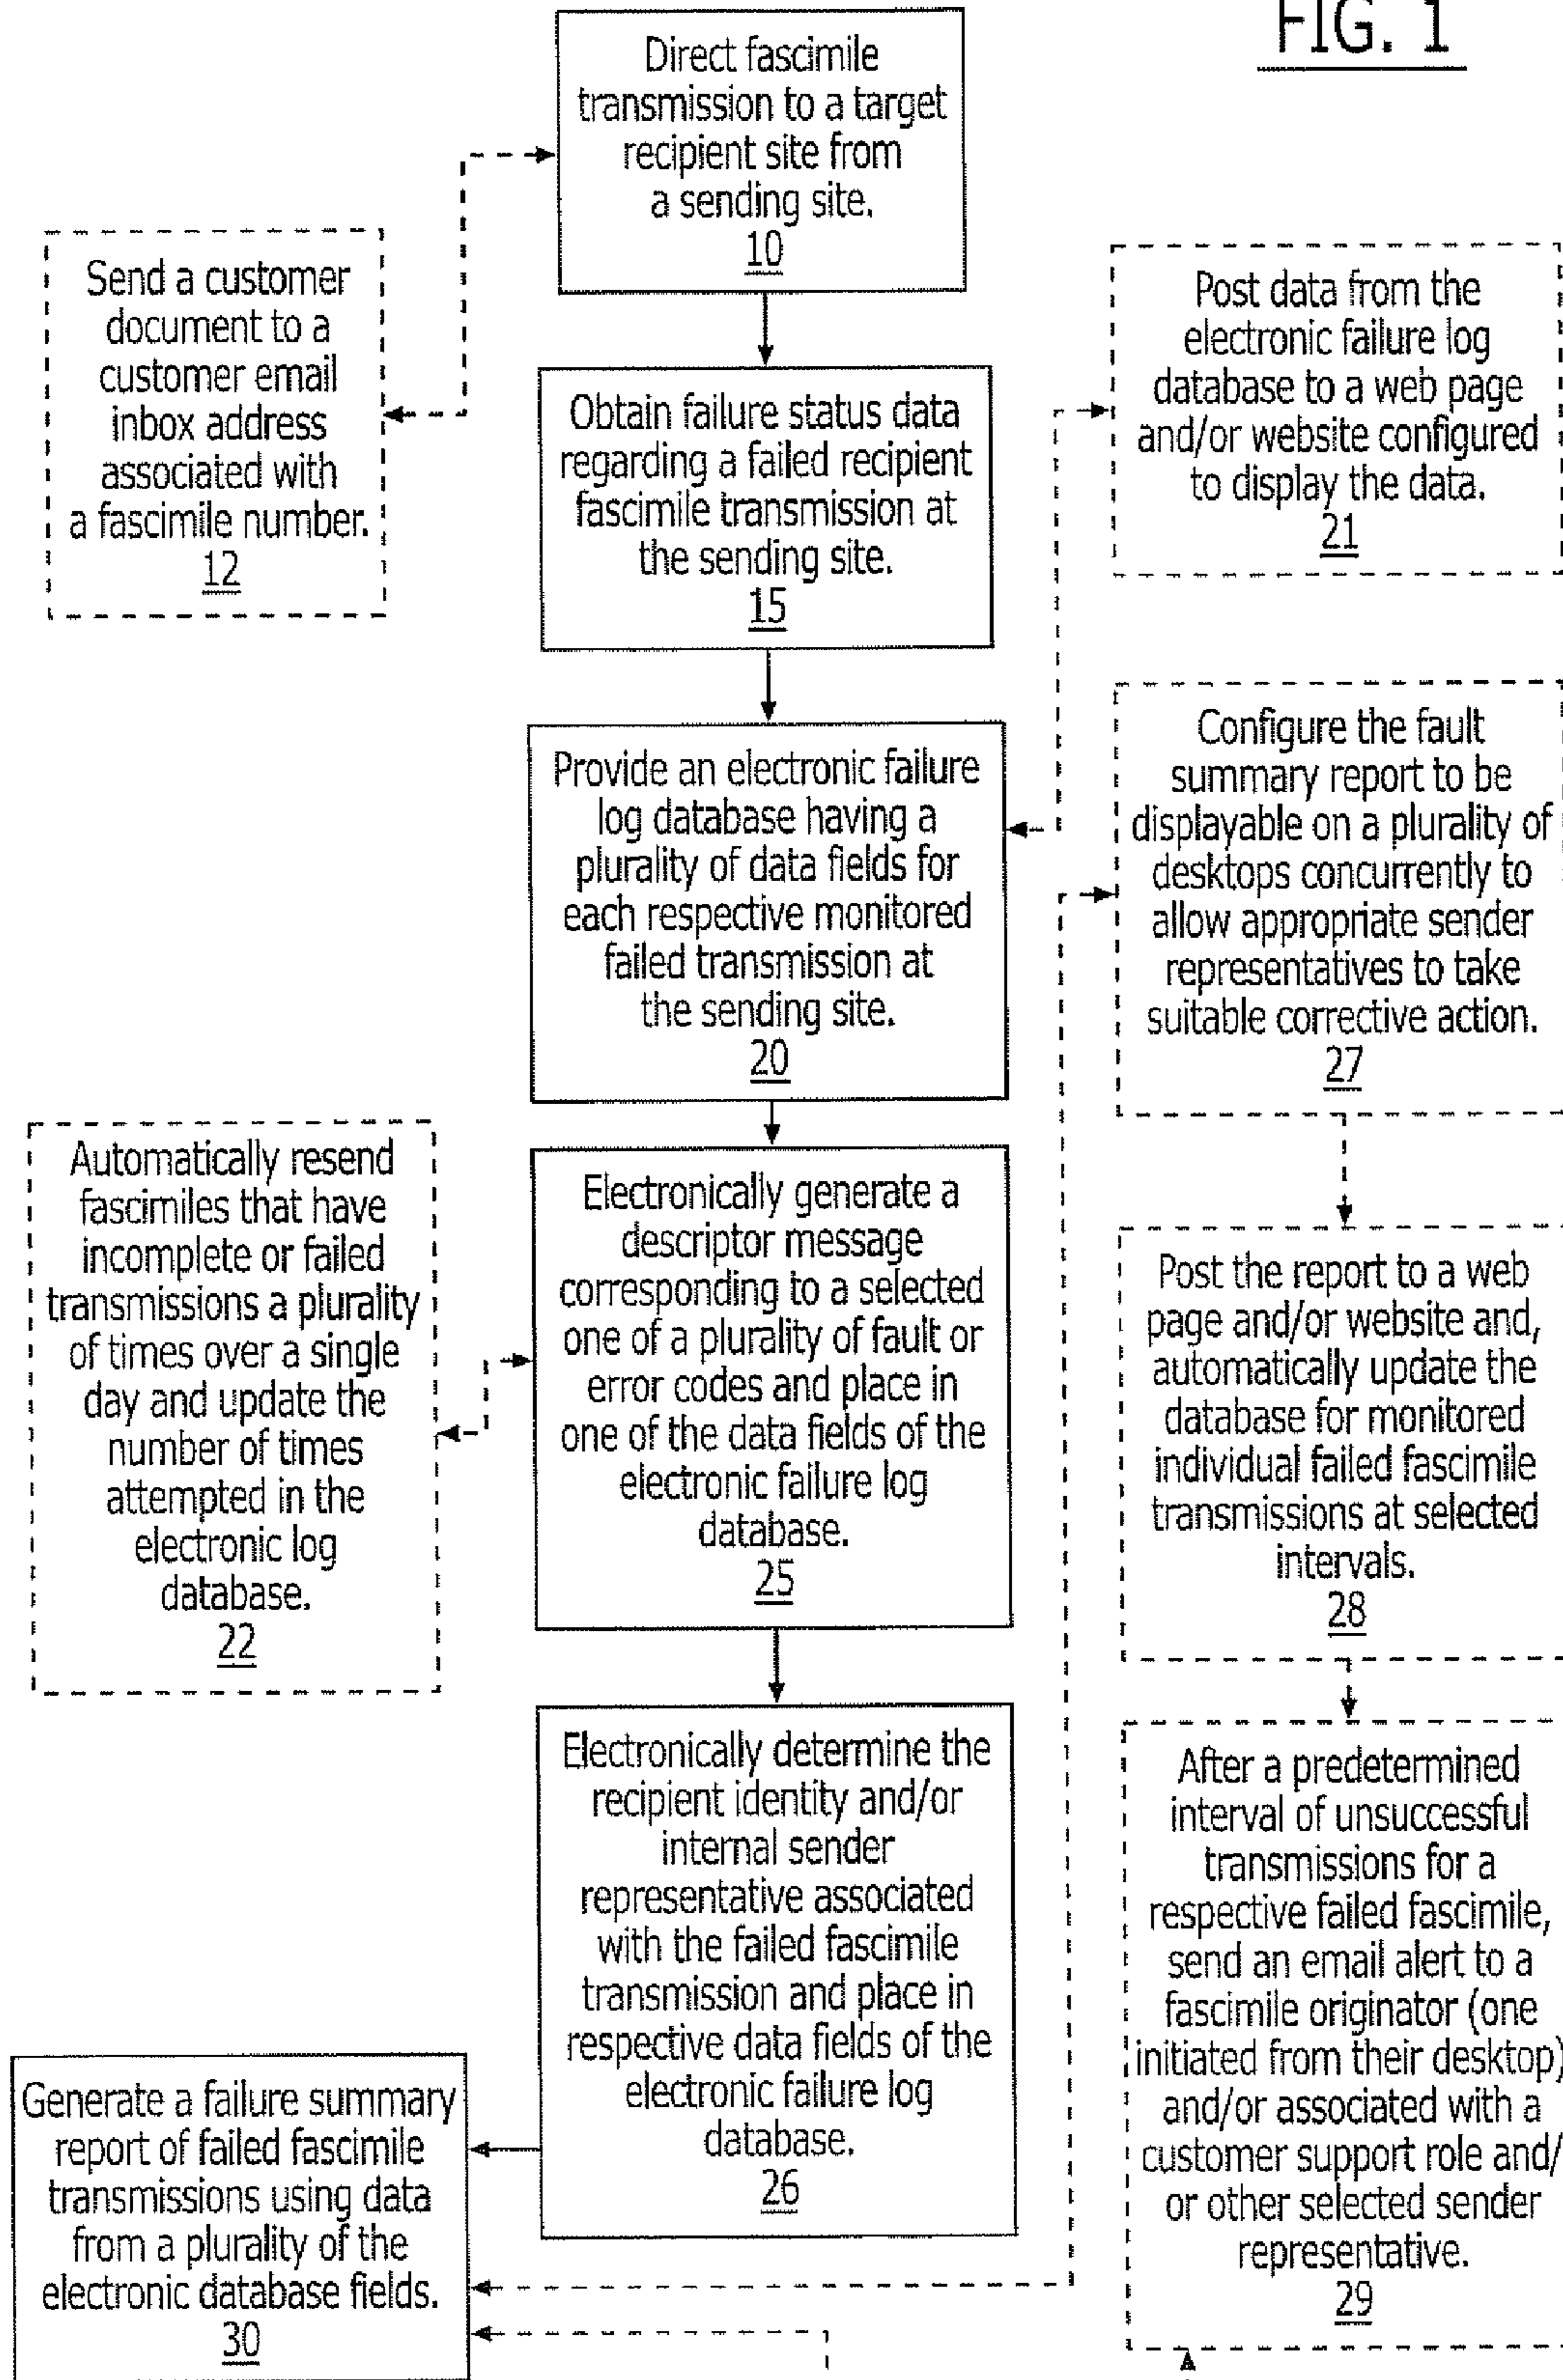 FIG. 1
Direct fascimile
transmission to a target
recipient site from
a sending site.
10
Send a customer
document to a
customer email
inbox address
associated with
a fascimile number.
12
Obtain failure status data
regarding a failed recipient
fascimile transmission at
the sending site.
15
Post data from the
electronic failure log
database to a web page
and/or website configured
to display the data.
21
Provide an electronic failure
log database having a
plurality of data fields for
each respective monitored
failed transmission at
the sending site.
20
Configure the fault
summary report to be
displayable on a plurality of
desktops concurrently to
allow appropriate sender
representatives to take
suitable corrective action.
27
Automatically resend
fascimiles that have
incomplete or failed
transmissions a plurality
of times over a single
day and update the
number of times
attempted in the
electronic log
database.
22
Electronically generate a
descriptor message
corresponding to a selected
one of a plurality of fault or
error codes and place in
one of the data fields of the
electronic failure log
database.
25
Post the report to a web
page and/or website and,
automatically update the
database for monitored
individual failed fascimile
transmissions at selected
intervals.
28
Electronically determine the
recipient identity and/or
internal sender
representative associated
with the failed fascimile
transmission and place in
respective data fields of the
electronic failure log
database.
26
After a predetermined
interval of unsuccessful
transmissions for a
respective failed fascimile,
send an email alert to a
fascimile originator (one
initiated from their desktop)
and/or associated with a
customer support role and/
or other selected sender
representative.
29
Generate a failure summary
report of failed fascimile
transmissions using data
from a plurality of the
electronic database fields.
30